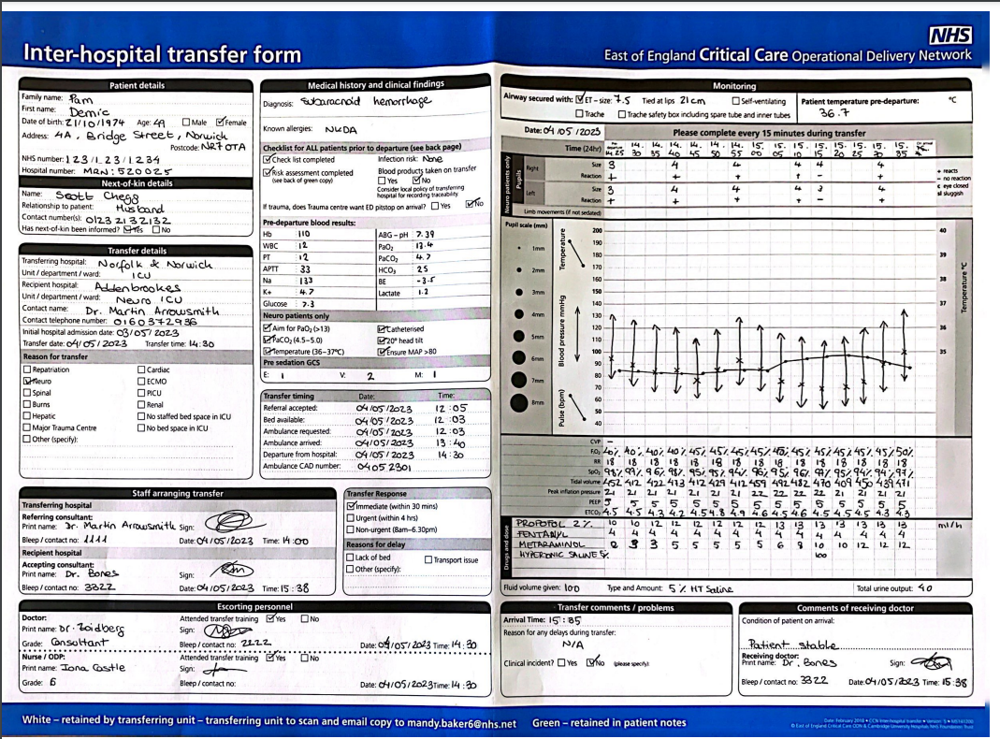 Inter-hospital transfer form
NHS
East of England Critical Care Operational Delivery Network
Patient details
Family name: Pam
First name: Demic
Date of birth: 21/10/1974 Age: 49 Male Female
Address: 4A, Bridge Street, Norwich
Postcode: NR7 0TA
NHS number: 123/123/1234
Hospital number: MRN: 520025
Next-of-kin details
Name: Scott Chegg
Relationship to patient: Husband
Contact number(s): 0123 2132132
Has next-of-kin been informed? Yes No
Transfer details
Transferring hospital: Norfolk & Norwich
Unit / department / ward: ICU
Recipient hospital: Addenbrookes
Unit / department / ward: Neuro ICU
Contact name: Dr. Martin Arrowsmith
Contact telephone number: 0160372936
Initial hospital admission date: 03/05/2023
Transfer date: 04/05/2023 Transfer time: 14:30
Reason for transfer
Repatriation Cardiac
Neuro ECMO
Spinal PICU
Burns Renal
Hepatic No staffed bed space in ICU
Major Trauma Centre No bed space in ICU
Other (specify):
Medical history and clinical findings
Diagnosis: Subaracnoid hemorrhage
Known allergies: NKDA
Checklist for ALL patients prior to departure (see back page)
Check list completed Infection risk: None
Risk assessment completed Blood products taken on transfer
(see back of green copy) Yes No
Consider local policy of transferring
hospital for recording traceability
If trauma, does Trauma centre want ED pitstop on arrival? Yes No
Pre-departure blood results:
Hb 110 ABG – pH 7.39
WBC 12 PaO2 13.4
PT 12 PaCO2 4.7
APTT 33 HCO3 25
Na 133 BE -3.5
K+ 4.7 Lactate 1.2
Glucose 7.3
Neuro patients only
Aim for PaO2 (>13) Catheterised
PaCO2 (4.5–5.0) 20° head tilt
Temperature (36–37°C) Ensure MAP >80
Pre sedation GCS
E: 1 V: 2 M: 1
Transfer timing Date: Time:
Referral accepted: 04/05/2023 12:05
Bed available: 04/05/2023 12:03
Ambulance requested: 04/05/2023 12:03
Ambulance arrived: 04/05/2023 13:40
Departure from hospital: 04/05/2023 14:30
Ambulance CAD number: 04052301
Staff arranging transfer
Transferring hospital
Referring consultant:
Print name: Dr. Martin Arrowsmith Sign:
Bleep / contact no: 1111 Date: 04/05/2023 Time: 14:00
Recipient hospital
Accepting consultant:
Print name: Dr. Bones Sign:
Bleep / contact no: 3322 Date: 04/05/2023 Time: 15:38
Transfer Response
Immediate (within 30 mins)
Urgent (within 4 hrs)
Non-urgent (8am–6.30pm)
Reasons for delay
Lack of bed Transport issue
Other (specify):
Escorting personnel
Doctor: Attended transfer training Yes No
Print name: Dr. Zoidberg Sign:
Grade: Consultant Bleep / contact no: 2222 Date: 04/05/2023 Time: 14:30
Nurse / ODP: Attended transfer training Yes No
Print name: Iona Castle Sign:
Grade: 6 Bleep / contact no: Date: 04/05/2023 Time: 14:30
Monitoring
Airway secured with: ET – size: 7.5 Tied at lips 21cm Self-ventilating
Trache Trache safety box including spare tube and inner tubes
Patient temperature pre-departure: °C
36.7
Date: 04/05/2023 Please complete every 15 minutes during transfer
Time (24hr) 14 25 14. 30 14. 35 14. 40 14. 45 14. 50 14. 55 15. 00 15. 05 15. 10 15. 15 15. 20 15. 25 15. 30 15. 35
Neuro patients only
Pupils
Right Size 3 4 4 4 4 4
Reaction + + + + - +
Left Size 3 4 4 4 3 4
Reaction + + + + - +
Limb movements (if not sedated)
+ reacts
– no reaction
c eye closed
sl sluggish
Pupil scale (mm)
1mm
2mm
3mm
4mm
5mm
6mm
7mm
8mm
Temperature
Blood pressure mmHg
Pulse (bpm)
200
190
180
170
160
150
140
130
120
110
100
90
80
70
60
50
40
40
39
38
37
36
35
Temperature °C
CVP –
FiO2 40% 40% 40% 40% 45% 45% 45% 45% 45% 45% 45% 45% 45% 50%
RR 18 18 18 18 18 18 18 18 18 18 18 18 18 18
SpO2 98% 97% 96% 98% 95% 95% 94% 96% 95% 96% 97% 95% 94% 94% 97%
Tidal volume 452 412 422 473 412 429 412 459 492 482 470 409 450 439 471
Peak inflation pressure 21 21 21 21 21 21 21 22 22 22 22 21 21 21 21
PEEP 5 5 5 5 5 5 5 5 5 5 5 5 5 5
ETCO2 4.5 4.5 4.3 4.2 4.5 4.8 4.9 4.6 4.5 4.6 4.5 4.5 4.5 4.3 4.3
Drugs and dose
PROPOFOL 2% 10 10 12 12 12 12 12 12 13 13 13 13 13 13 13 ml/h
FENTANYL 4 4 4 4 4 4 4 4 4 4 4 4 4 4 4
METARAMINOL 2 3 3 5 5 5 5 5 6 8 10 10 12 12 12
HYPERONIC SALINE 5% 100
Fluid volume given: 100 Type and Amount: 5% HT Saline Total urine output: 40
Transfer comments / problems
Arrival Time: 15:35
Reason for any delays during transfer:
N/A
Clinical incident? Yes No (please specify):
Comments of receiving doctor
Condition of patient on arrival:
Patient stable
Receiving doctor:
Print name: Dr. Bones Sign:
Bleep / contact no: 3322 Date: 04/05/2023 Time: 15:38
White – retained by transferring unit – transferring unit to scan and email copy to mandy.baker6@nhs.net Green – retained in patient notes